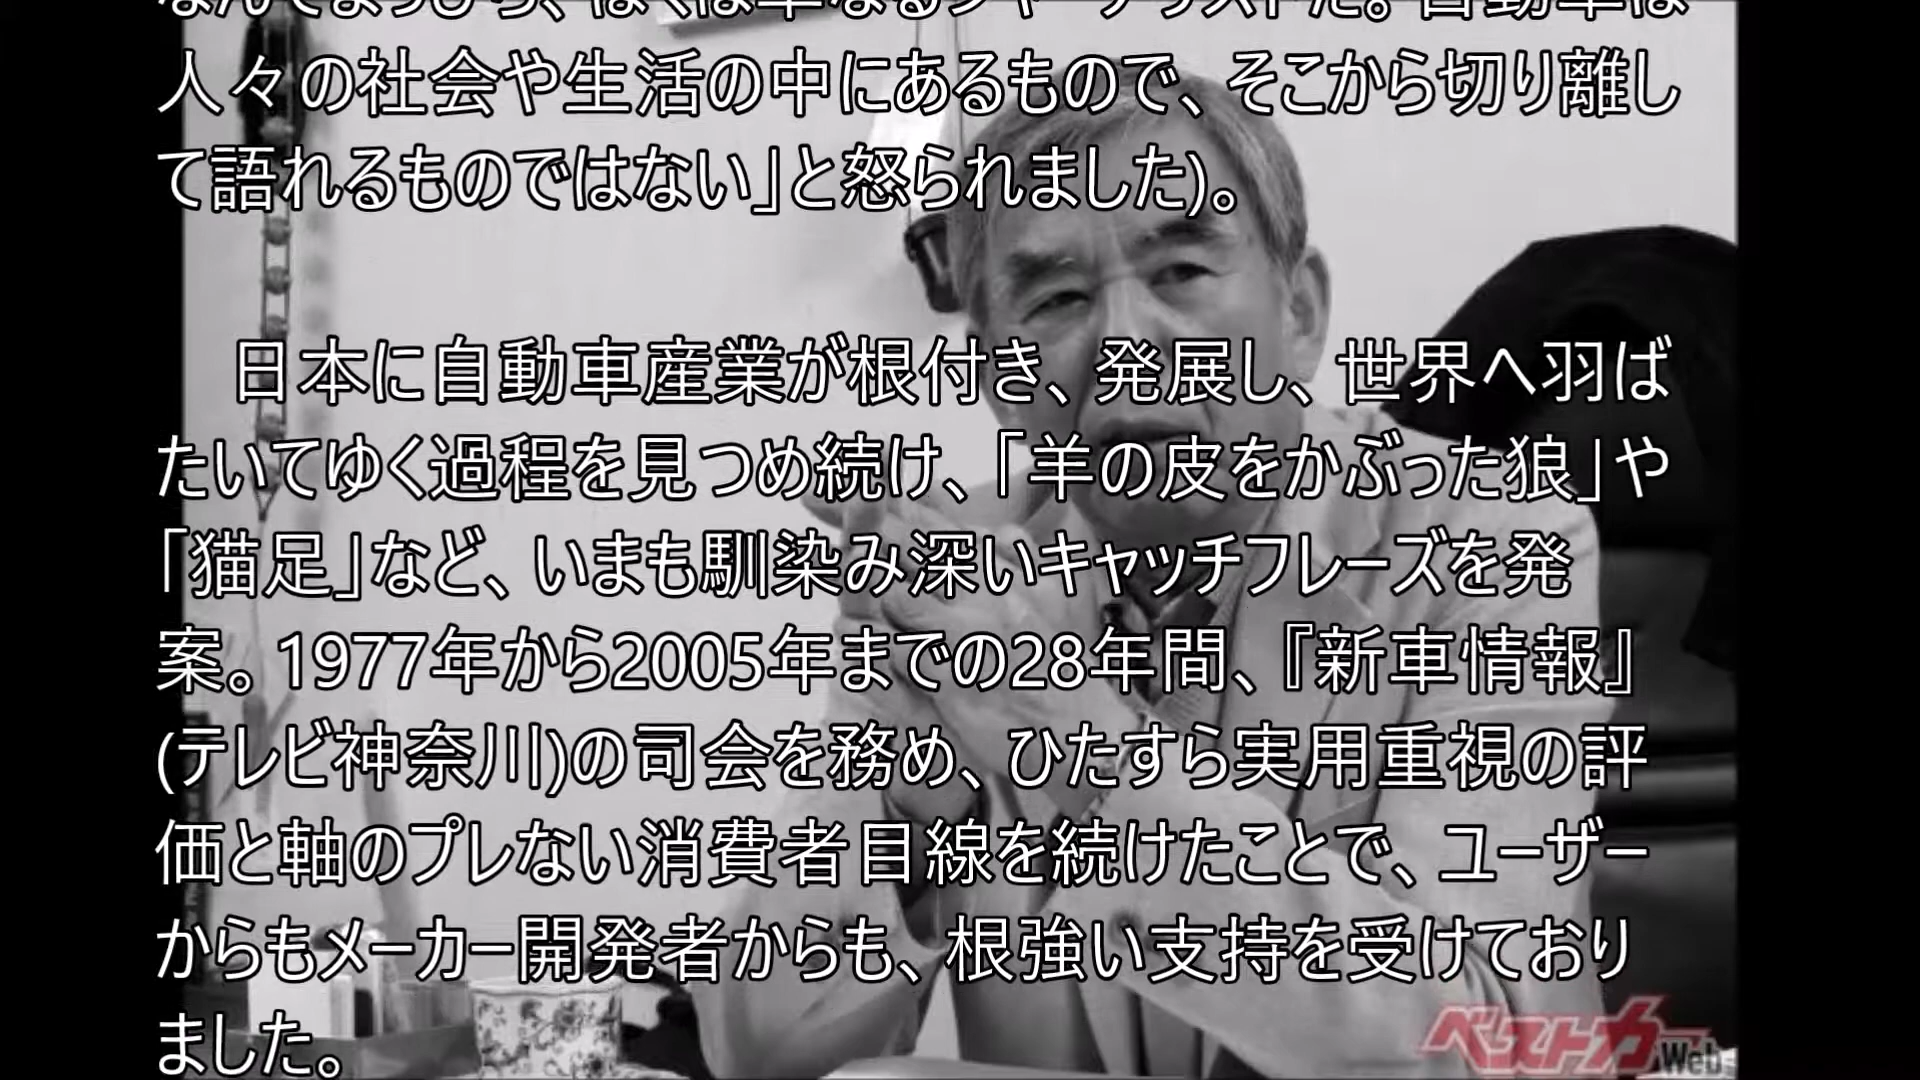 人々の社会や生活の中にあるもので、そこから切り離し
て語れるものではない」と怒られました)。
日本に自動車産業が根付き、発展し、世界へ羽ば
たいてゆく過程を見つめ続け、「羊の皮をかぶった狼」や
「猫足」など、いまも馴染み深いキャッチフレーズを発
案。1977年から2005年までの28年間、『新車情報』
(テレビ神奈川)の司会を務め、ひたすら実用重視の評
価と軸のブレない消費者目線を続けたことで、ユーザー
からもメーカー開発者からも、根強い支持を受けており
ました。
ベストカーWeb